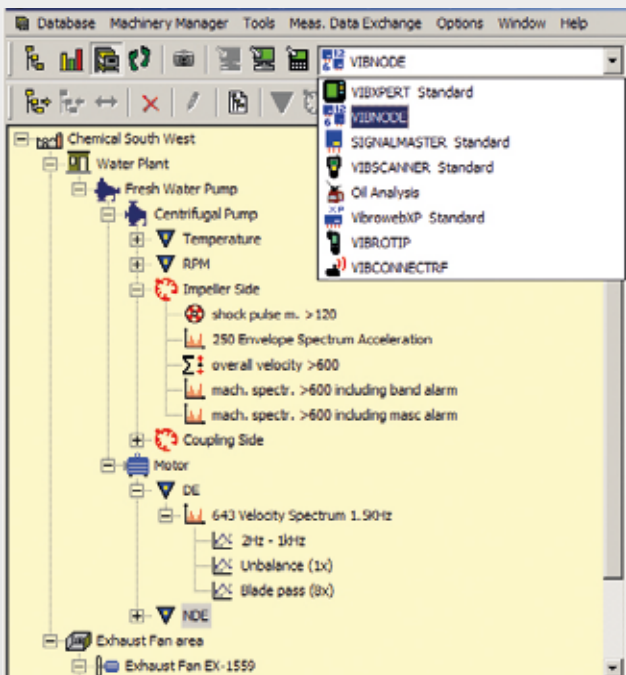 Database Machinery Manager Tools Meas. Data Exchange Options Window Help
VIBNODE
VIBXPERT Standard
VIBNODE
SIGNALMASTER Standard
VIBSCANNER Standard
Oil Analysis
VibrowebXP Standard
VIBROTIP
VIBCONNECTRF
Chemical South West
Water Plant
Fresh Water Pump
Centrifugal Pump
Temperature
RPM
Impeller Side
shock pulse m. >120
250 Envelope Spectrum Acceleration
overall velocity >600
mach. spectr. >600 including band alarm
mach. spectr. >600 including masc alarm
Coupling Side
Motor
DE
643 Velocity Spectrum 1.5KHz
2Hz - 1kHz
Unbalance (1x)
Blade pass (8x)
NDE
Exhaust Fan area
Exhaust Fan EX-1559